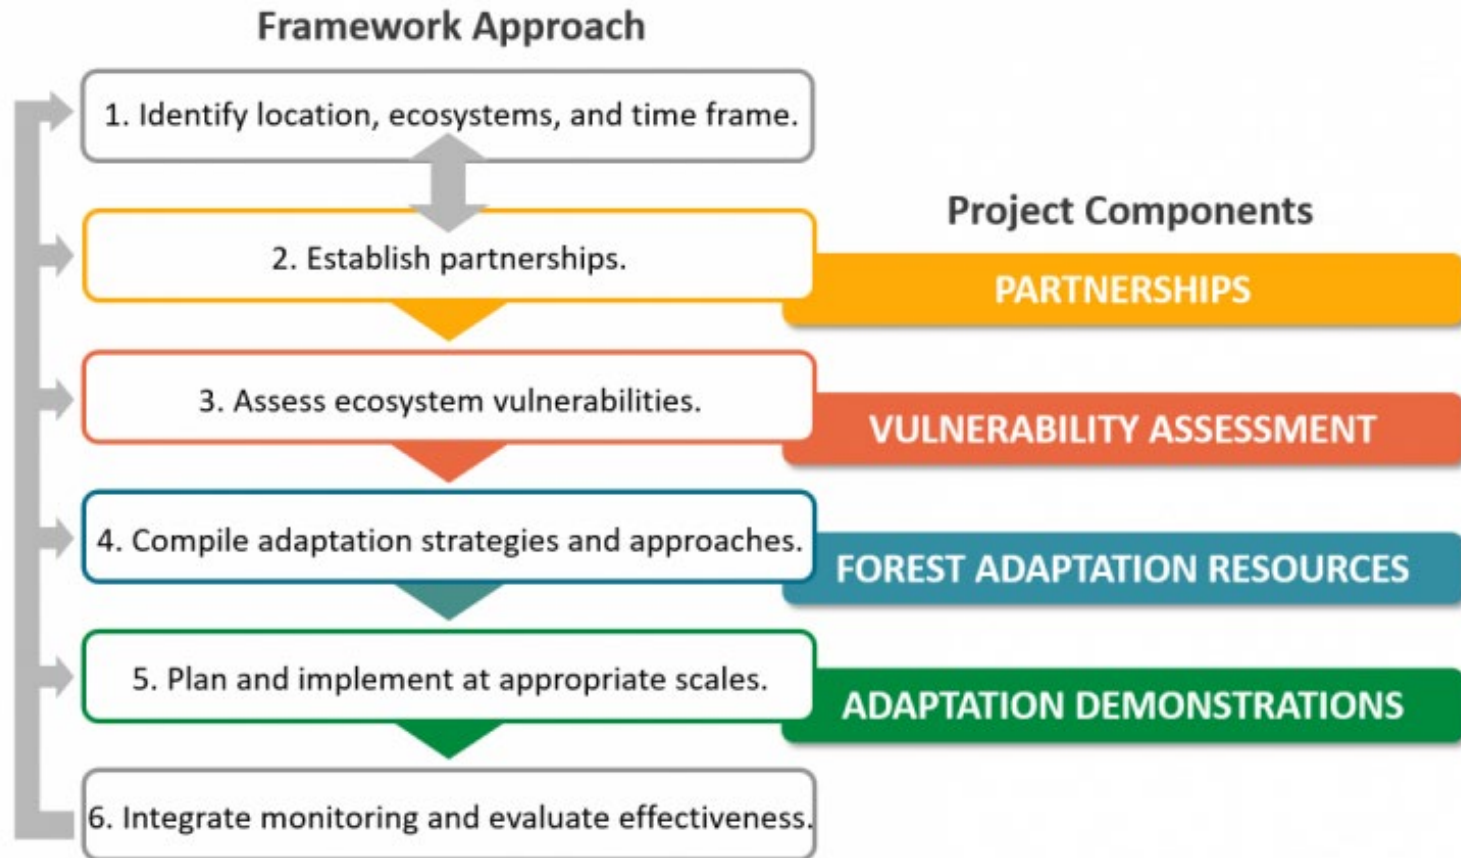 Framework Approach
1. Identify location, ecosystems, and time frame.
2. Establish partnerships.
3. Assess ecosystem vulnerabilities.
4. Compile adaptation strategies and approaches.
5. Plan and implement at appropriate scales.
6. Integrate monitoring and evaluate effectiveness.
Project Components
PARTNERSHIPS
VULNERABILITY ASSESSMENT
FOREST ADAPTATION RESOURCES
ADAPTATION DEMONSTRATIONS